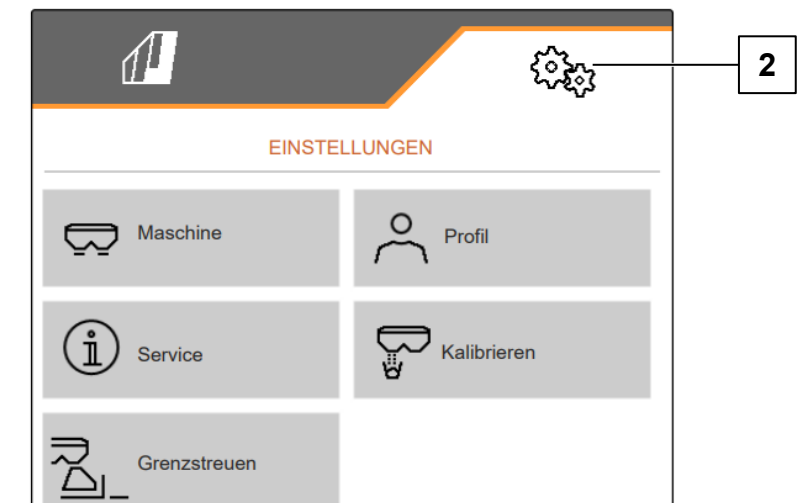 2
EINSTELLUNGEN
Maschine
Profil
Service
Kalibrieren
Grenzstreuen